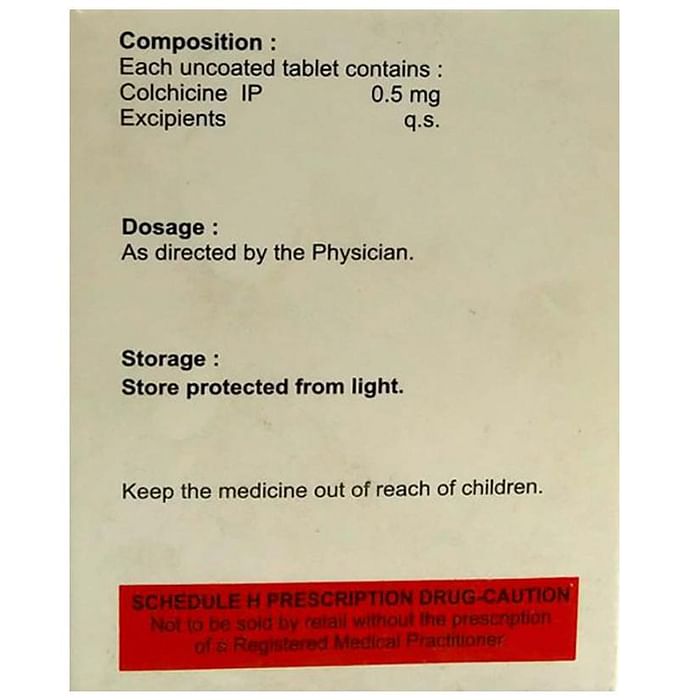 Composition :
Each uncoated tablet contains :
Colchicine IP 0.5 mg
Excipients q.s.
Dosage :
As directed by the Physician.
Storage :
Store protected from light.
Keep the medicine out of reach of children.
SCHEDULE H PRESCRIPTION DRUG-CAUTION
Not to be sold by retail without the prescription
of a Registered Medical Practitioner